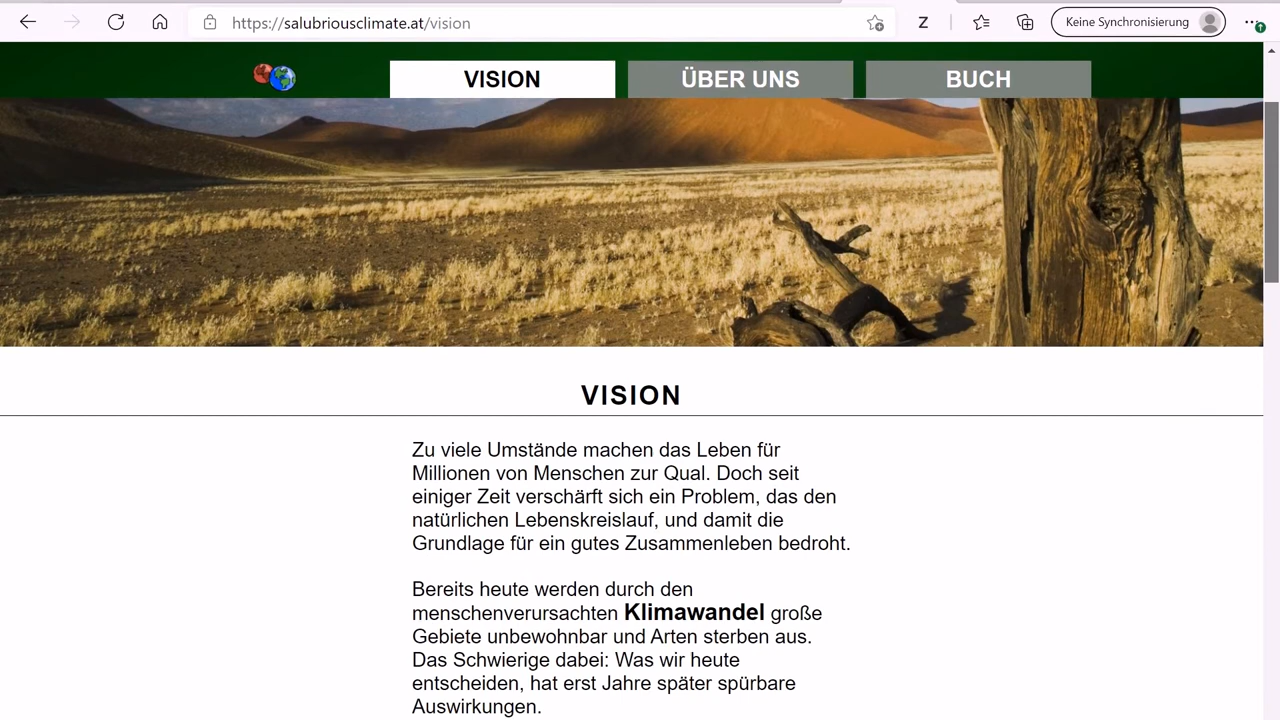 https://salubriousclimate.at/vision
Z
Keine Synchronisierung
VISION
ÜBER UNS
BUCH
VISION
Zu viele Umstände machen das Leben für
Millionen von Menschen zur Qual. Doch seit
einiger Zeit verschärft sich ein Problem, das den
natürlichen Lebenskreislauf, und damit die
Grundlage für ein gutes Zusammenleben bedroht.
Bereits heute werden durch den
menschenverursachten Klimawandel große
Gebiete unbewohnbar und Arten sterben aus.
Das Schwierige dabei: Was wir heute
entscheiden, hat erst Jahre später spürbare
Auswirkungen.